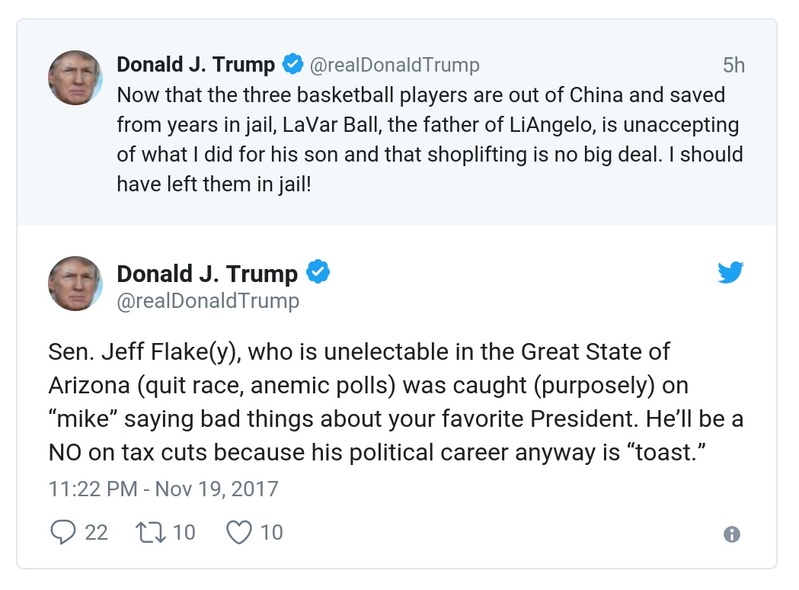 Donald J. Trump @realDonaldTrump 5h
Now that the three basketball players are out of China and saved
from years in jail, LaVar Ball, the father of LiAngelo, is unaccepting
of what I did for his son and that shoplifting is no big deal. I should
have left them in jail!
Donald J. Trump
@realDonaldTrump
Sen. Jeff Flake(y), who is unelectable in the Great State of
Arizona (quit race, anemic polls) was caught (purposely) on
“mike” saying bad things about your favorite President. He’ll be a
NO on tax cuts because his political career anyway is “toast.”
11:22 PM - Nov 19, 2017
22 10 10